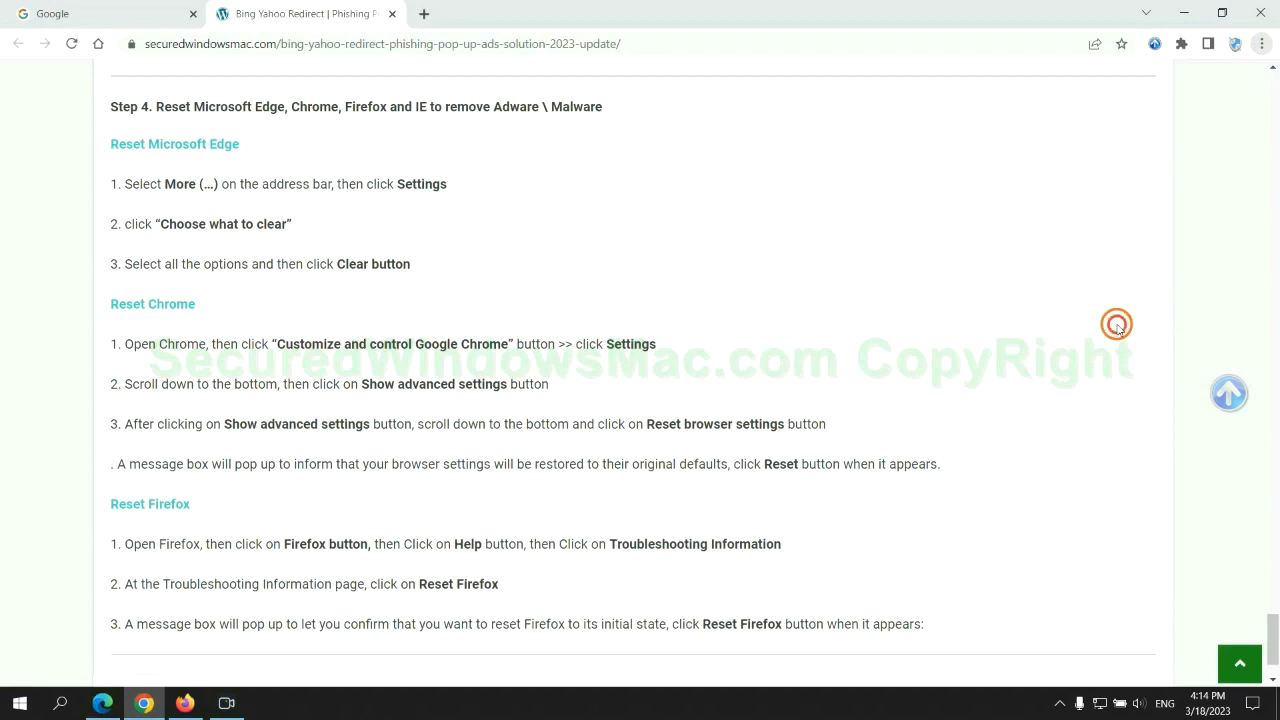 Google
Bing Yahoo Redirect | Phishing P
securedwindowsmac.com/bing-yahoo-redirect-phishing-pop-up-ads-solution-2023-update/
Step 4. Reset Microsoft Edge, Chrome, Firefox and IE to remove Adware \ Malware
Reset Microsoft Edge
1. Select More (...) on the address bar, then click Settings
2. click “Choose what to clear”
3. Select all the options and then click Clear button
Reset Chrome
1. Open Chrome, then click “Customize and control Google Chrome” button >> click Settings
SecuredWindowsMac.com CopyRight
2. Scroll down to the bottom, then click on Show advanced settings button
3. After clicking on Show advanced settings button, scroll down to the bottom and click on Reset browser settings button
. A message box will pop up to inform that your browser settings will be restored to their original defaults, click Reset button when it appears.
Reset Firefox
1. Open Firefox, then click on Firefox button, then Click on Help button, then Click on Troubleshooting Information
2. At the Troubleshooting Information page, click on Reset Firefox
3. A message box will pop up to let you confirm that you want to reset Firefox to its initial state, click Reset Firefox button when it appears:
ENG
4:14 PM
3/18/2023